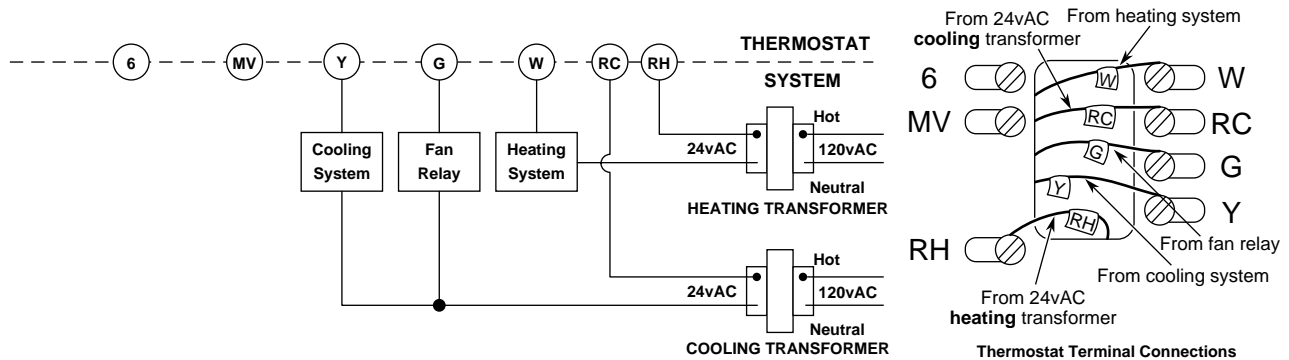 6 MV Y G W RC RH
THERMOSTAT
SYSTEM
Cooling
System
Fan
Relay
Heating
System
Hot
24vAC 120vAC
Neutral
HEATING TRANSFORMER
Hot
24vAC 120vAC
Neutral
COOLING TRANSFORMER
From 24vAC
cooling transformer
From heating system
6 W W
MV RC RC
G G
Y Y
RH RH
From fan relay
From cooling system
From 24vAC
heating transformer
Thermostat Terminal Connections